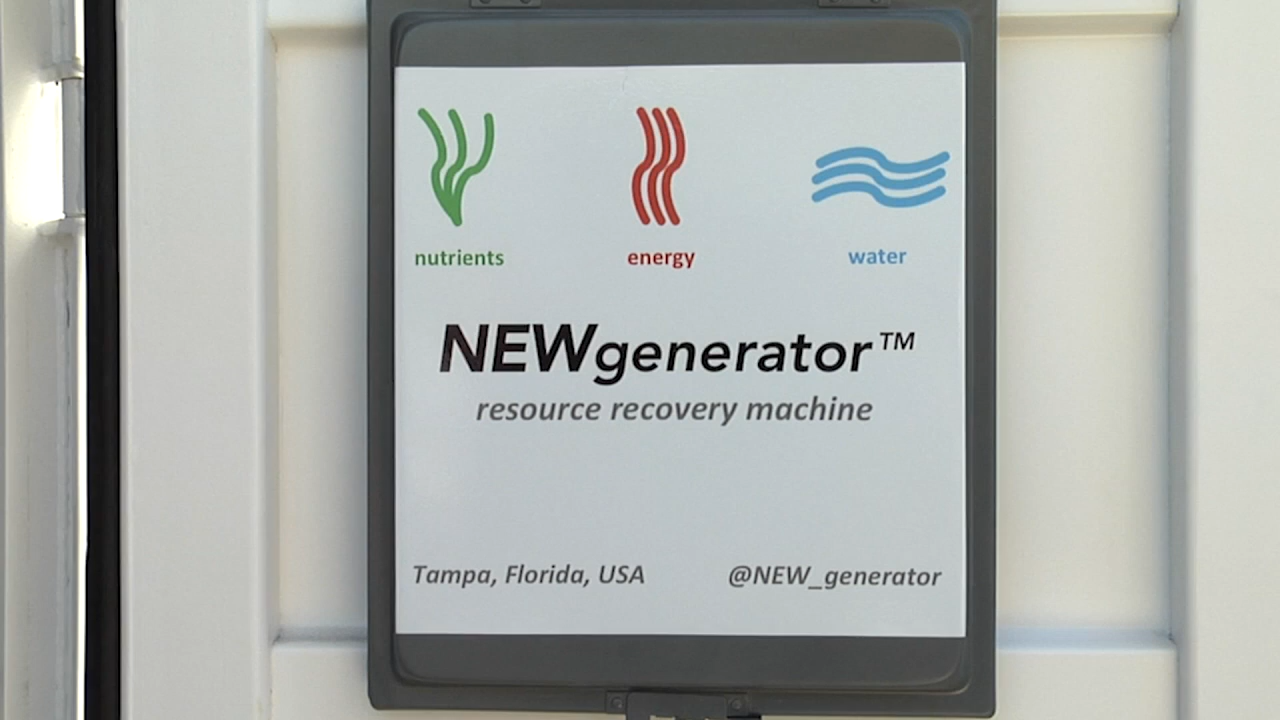 nutrients energy water
NEWgenerator™
resource recovery machine
Tampa, Florida, USA @NEW_generator